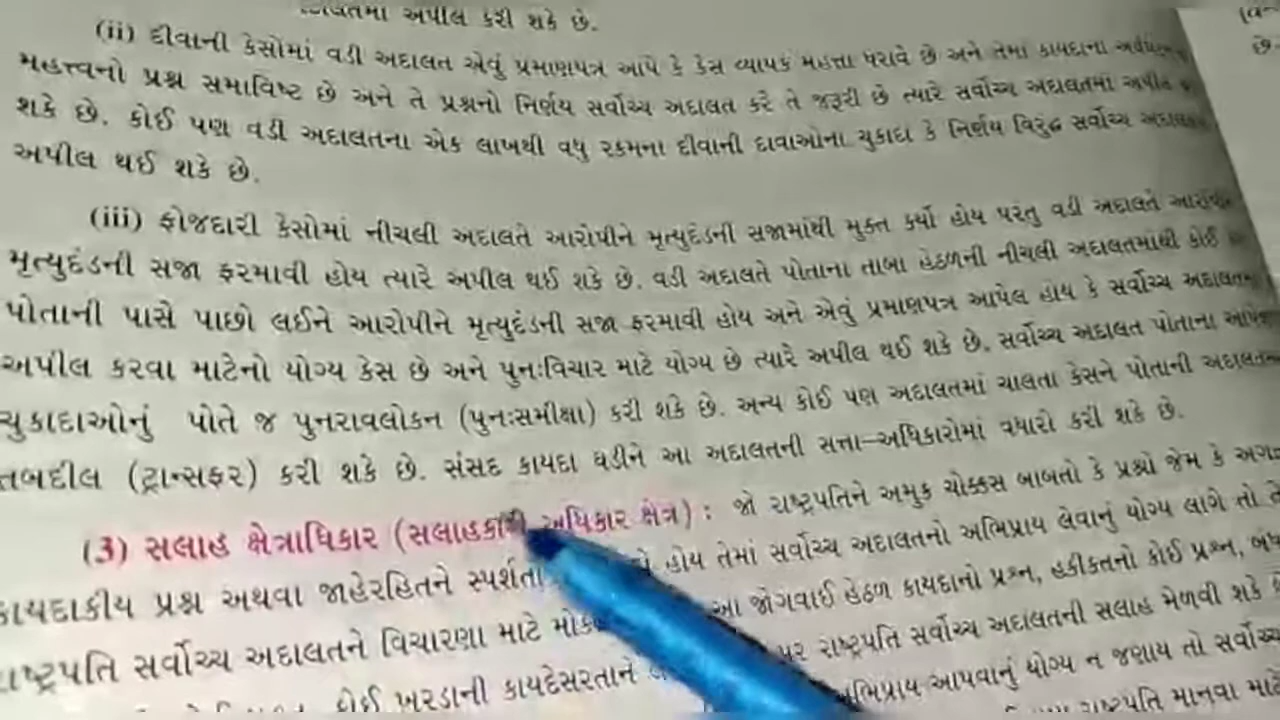 અપીલ કરી શકે છે.
(ii) દીવાની કેસોમાં વડી અદાલત એવું પ્રમાણપત્ર આપે કે કેસ વ્યાપક મહત્તા ધરાવે છે અને તેમાં કાયદાના
મહત્ત્વનો પ્રશ્ન સમાવિષ્ટ છે અને તે પ્રશ્નનો નિર્ણય સર્વોચ્ચ અદાલત કરે તે જરૂરી છે ત્યારે સર્વોચ્ચ અદાલતમાં અપીલ
શકે છે. કોઈ પણ વડી અદાલતના એક લાખથી વધુ રકમના દીવાની દાવાઓના ચુકાદા કે નિર્ણય વિરુદ્ધ સર્વોચ્ચ
અપીલ થઈ શકે છે.
(iii) ફોજદારી કેસોમાં નીચલી અદાલતે આરોપીને મૃત્યુદંડની સજામાંથી મુક્ત કર્યો હોય પરંતુ વડી અદાલતે
મૃત્યુદંડની સજા ફરમાવી હોય ત્યારે અપીલ થઈ શકે છે. વડી અદાલતે પોતાના તાબા હેઠળની નીચલી અદાલતમાંથી કોઈ
પોતાની પાસે પાછો લઈને આરોપીને મૃત્યુદંડની સજા ફરમાવી હોય અને એવું પ્રમાણપત્ર આપેલ હોય કે સર્વોચ્ચ
અપીલ કરવા માટેનો યોગ્ય કેસ છે અને પુનઃવિચાર માટે યોગ્ય છે ત્યારે અપીલ થઈ શકે છે. સર્વોચ્ચ અદાલત પોતાના
ચુકાદાઓનું પોતે જ પુનરાવલોકન (પુનઃસમીક્ષા) કરી શકે છે. અન્ય કોઈ પણ અદાલતમાં ચાલતા કેસને પોતાની
તબદીલ (ટ્રાન્સફર) કરી શકે છે. સંસદ કાયદા ઘડીને આ અદાલતની સત્તા–અધિકારોમાં વધારો કરી શકે છે.
(3) સલાહ ક્ષેત્રાધિકાર (સલાહકારી અધિકાર ક્ષેત્ર) : જો રાષ્ટ્રપતિને અમુક ચોક્કસ બાબતો કે પ્રશ્નો જેમ કે
કાયદાકીય પ્રશ્ન અથવા જાહેરહિતને સ્પર્શતા હોય તેમાં સર્વોચ્ચ અદાલતનો અભિપ્રાય લેવાનું યોગ્ય લાગે તો
રાષ્ટ્રપતિ સર્વોચ્ચ અદાલતને વિચારણા માટે આ જોગવાઈ હેઠળ કાયદાનો પ્રશ્ન, હકીકતનો કોઈ પ્રશ્ન,
કોઈ ખરડાની કાયદેસરતાને પર રાષ્ટ્રપતિ સર્વોચ્ચ અદાલતની સલાહ મેળવી શકે
અભિપ્રાય આપવાનું યોગ્ય ન જણાય તો સર્વોચ્ચ
રાષ્ટ્રપતિ માનવા માટે